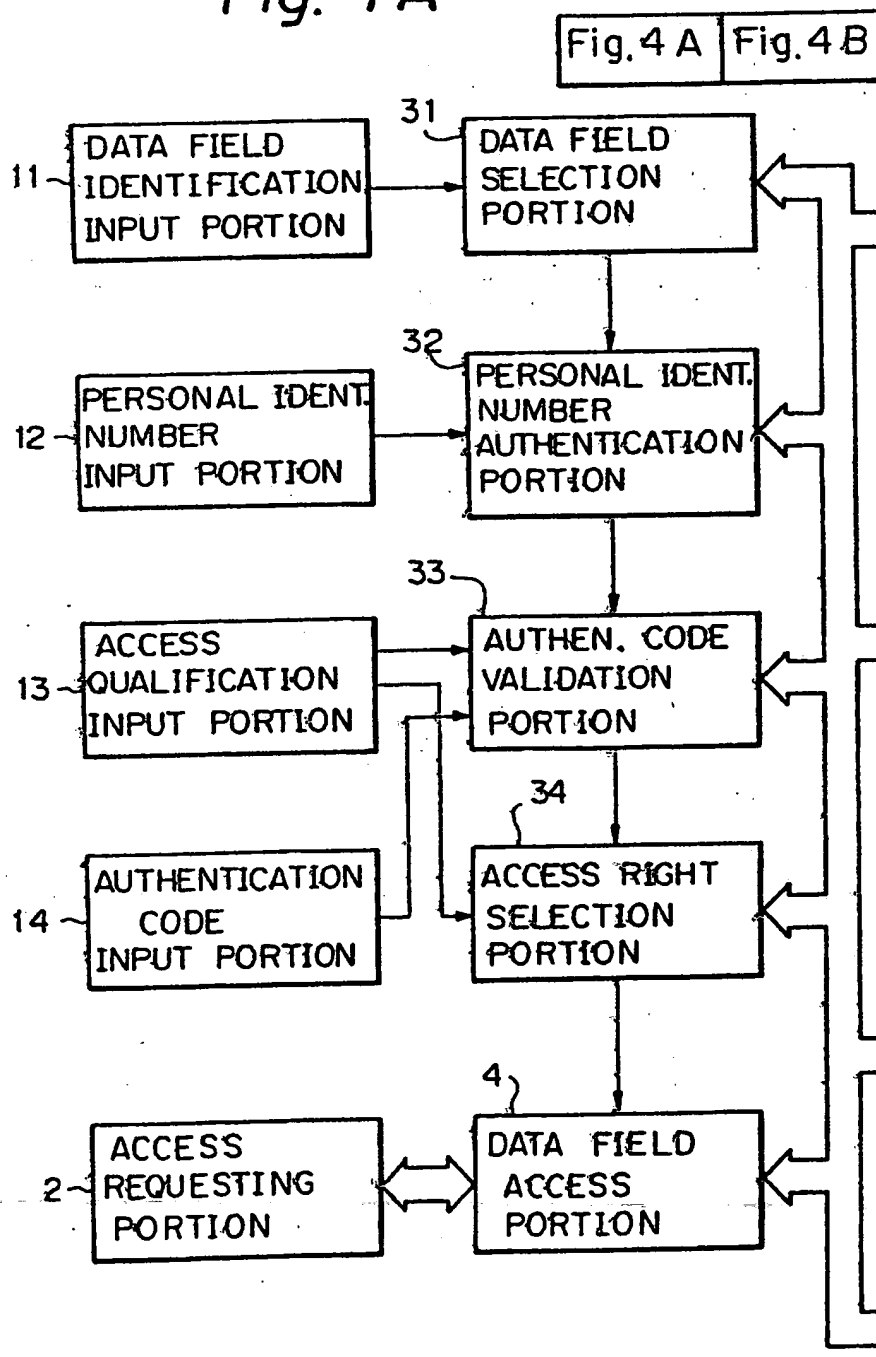 Fig. 4A
Fig. 4 A
Fig. 4 B
11
DATA FIELD
IDENTIFICATION
INPUT PORTION
31
DATA FIELD
SELECTION
PORTION
12
PERSONAL IDENT.
NUMBER
INPUT PORTION
32
PERSONAL IDENT.
NUMBER
AUTHENTICATION
PORTION
13
ACCESS
QUALIFICATION
INPUT PORTION
33
AUTHEN. CODE
VALIDATION
PORTION
14
AUTHENTICATION
CODE
INPUT PORTION
34
ACCESS RIGHT
SELECTION
PORTION
2
ACCESS
REQUESTING
PORTION
4
DATA FIELD
ACCESS
PORTION